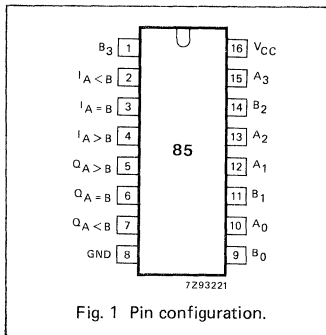 B3 1
IA<B 2
IA=B 3
IA>B 4
QA>B 5
QA=B 6
QA<B 7
GND 8
85
16 VCC
15 A3
14 B2
13 A2
12 A1
11 B1
10 A0
9 B0
7Z93221
Fig. 1 Pin configuration.